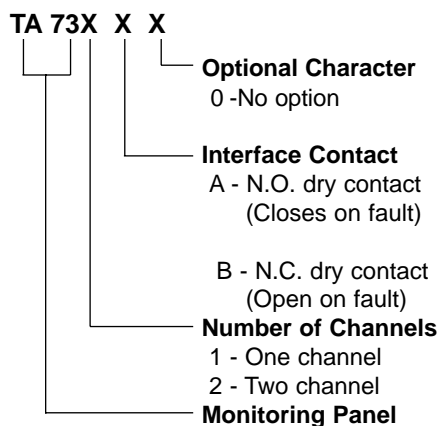 TA 73X X X
Optional Character
0 -No option
Interface Contact
A - N.O. dry contact
(Closes on fault)
B - N.C. dry contact
(Open on fault)
Number of Channels
1 - One channel
2 - Two channel
Monitoring Panel